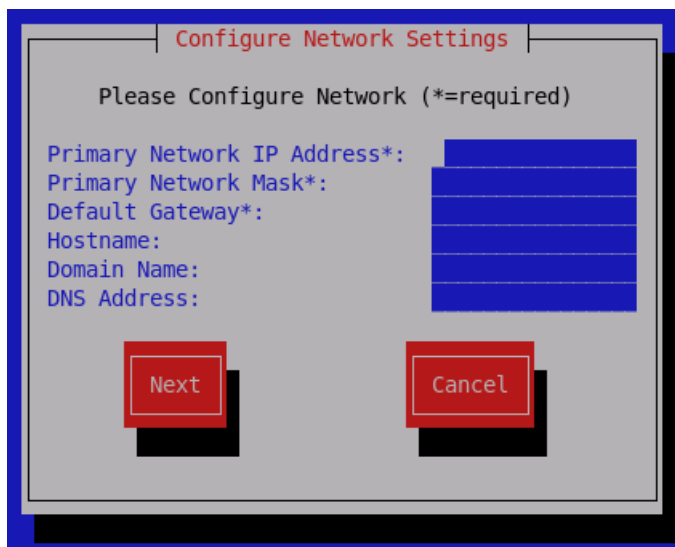 Configure Network Settings
Please Configure Network (*=required)
Primary Network IP Address*:
Primary Network Mask*:
Default Gateway*:
Hostname:
Domain Name:
DNS Address:
Next Cancel